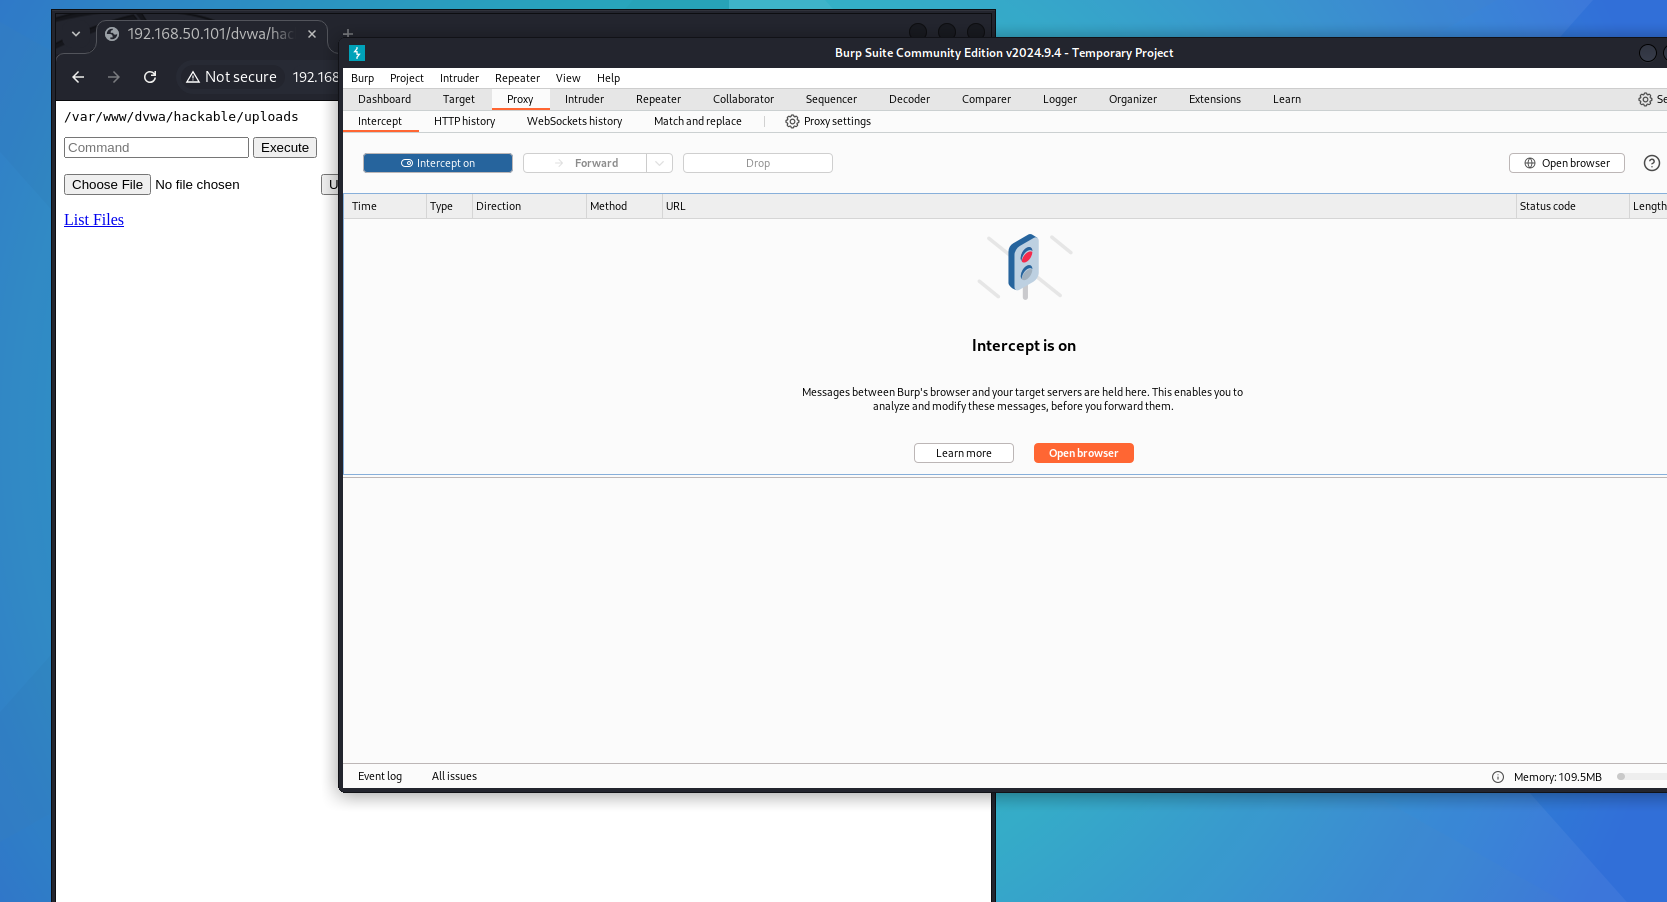 192.168.50.101/dvwa/hac
Not secure
192.168
/var/www/dvwa/hackable/uploads
Command
Execute
Choose File No file chosen
U
List Files
Burp Suite Community Edition v2024.9.4 - Temporary Project
Burp Project Intruder Repeater View Help
Dashboard Target Proxy Intruder Repeater Collaborator Sequencer Decoder Comparer Logger Organizer Extensions Learn Se
Intercept HTTP history WebSockets history Match and replace Proxy settings
Intercept on Forward Drop Open browser
Time Type Direction Method URL Status code Length
Intercept is on
Messages between Burp's browser and your target servers are held here. This enables you to
analyze and modify these messages, before you forward them.
Learn more Open browser
Event log All issues Memory: 109.5MB